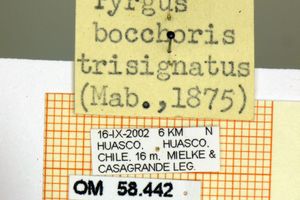 Pyrgus
bocchoris
trisignatus
(Mab., 1875)
16-IX-2002 6 KM N
HUASCO, HUASCO,
CHILE, 16 m, MIELKE &
CASAGRANDE LEG.
OM 58.442